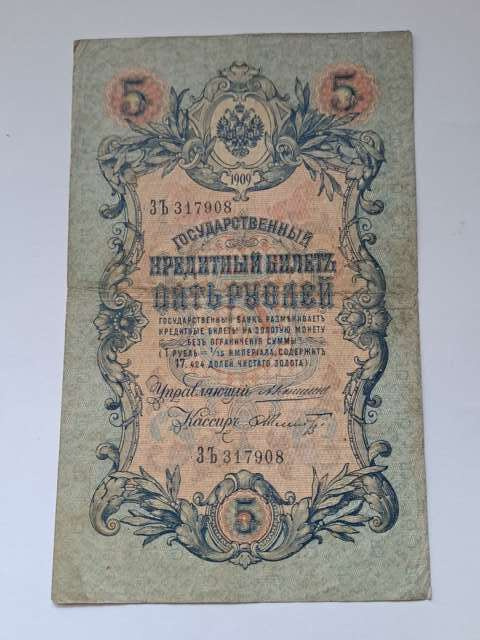 5 5
1909
ЗЪ 317908
ГОСУДАРСТВЕННЫЙ
КРЕДИТНЫЙ БИЛЕТЪ
ПЯТЬ РУБЛЕЙ
ГОСУДАРСТВЕННЫЙ БАНКЪ РАЗМѢНИВАЕТЪ
КРЕДИТНЫЕ БИЛЕТЫ НА ЗОЛОТУЮ МОНЕТУ
БЕЗЪ ОГРАНИЧЕНІЯ СУММЫ
(1 РУБЛЬ = 1/15 ИМПЕРІАЛА, СОДЕРЖИТЪ
17,424 ДОЛЕЙ ЧИСТАГО ЗОЛОТА).
Управляющій
Кассиръ
ЗЪ 317908
5